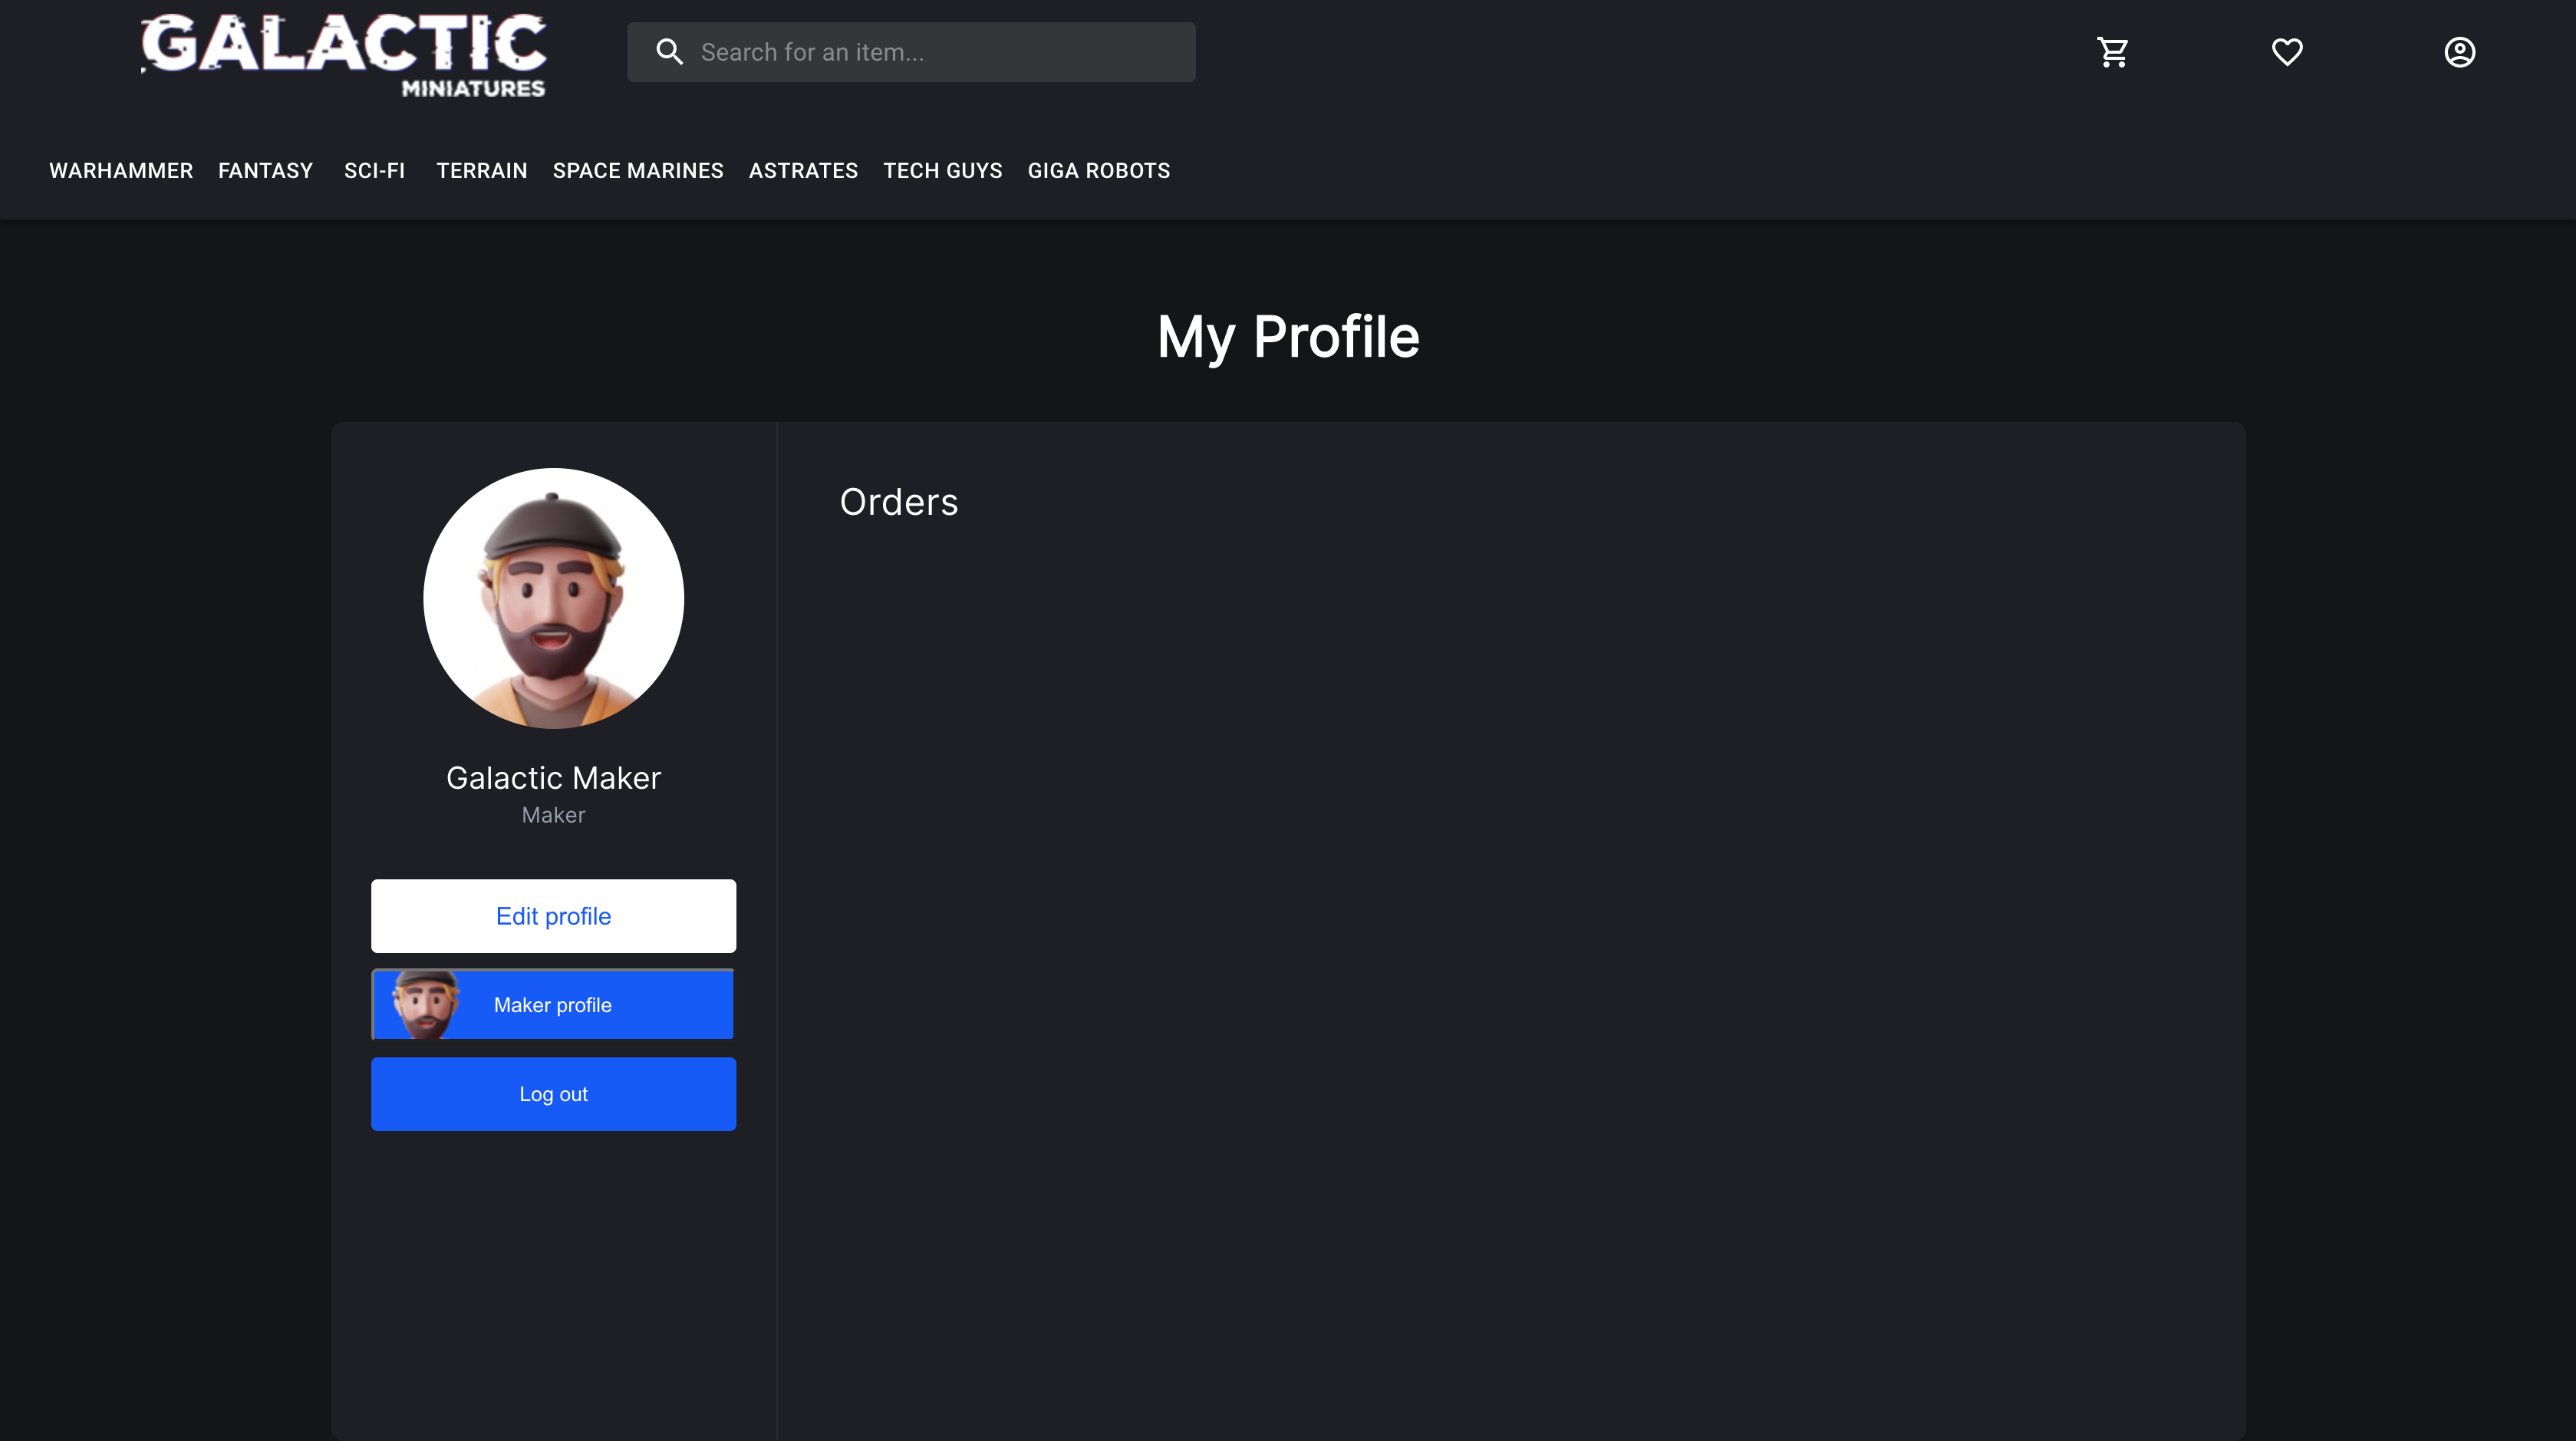 GALACTIC
MINIATURES
Search for an item...
WARHAMMER FANTASY SCI-FI TERRAIN SPACE MARINES ASTRATES TECH GUYS GIGA ROBOTS
My Profile
Orders
Galactic Maker
Maker
Edit profile
Maker profile
Log out